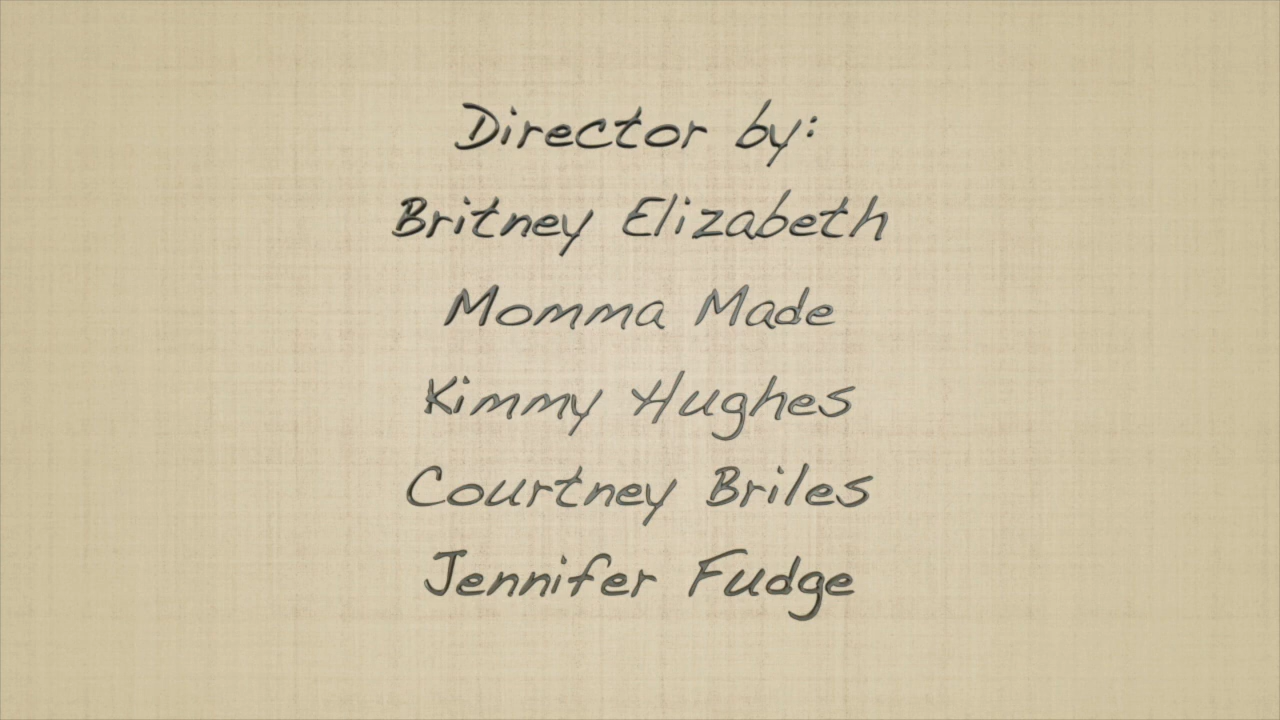 Director by:
Britney Elizabeth
Momma Made
Kimmy Hughes
Courtney Briles
Jennifer Fudge